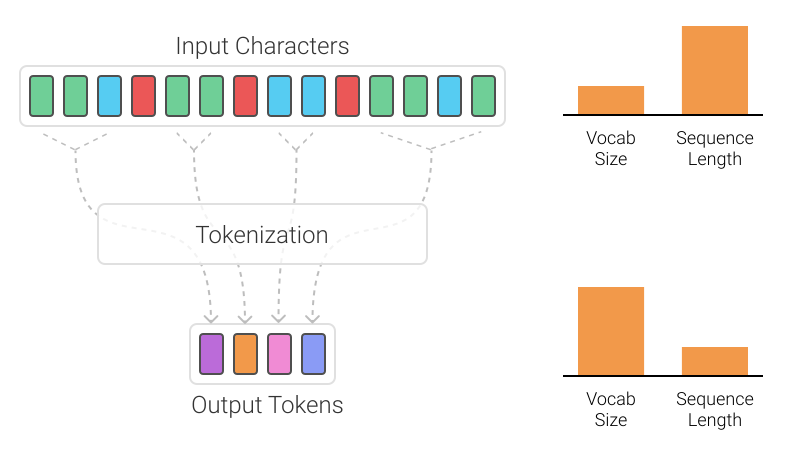 Input Characters
Vocab
Size
Sequence
Length
Tokenization
Output Tokens
Vocab
Size
Sequence
Length